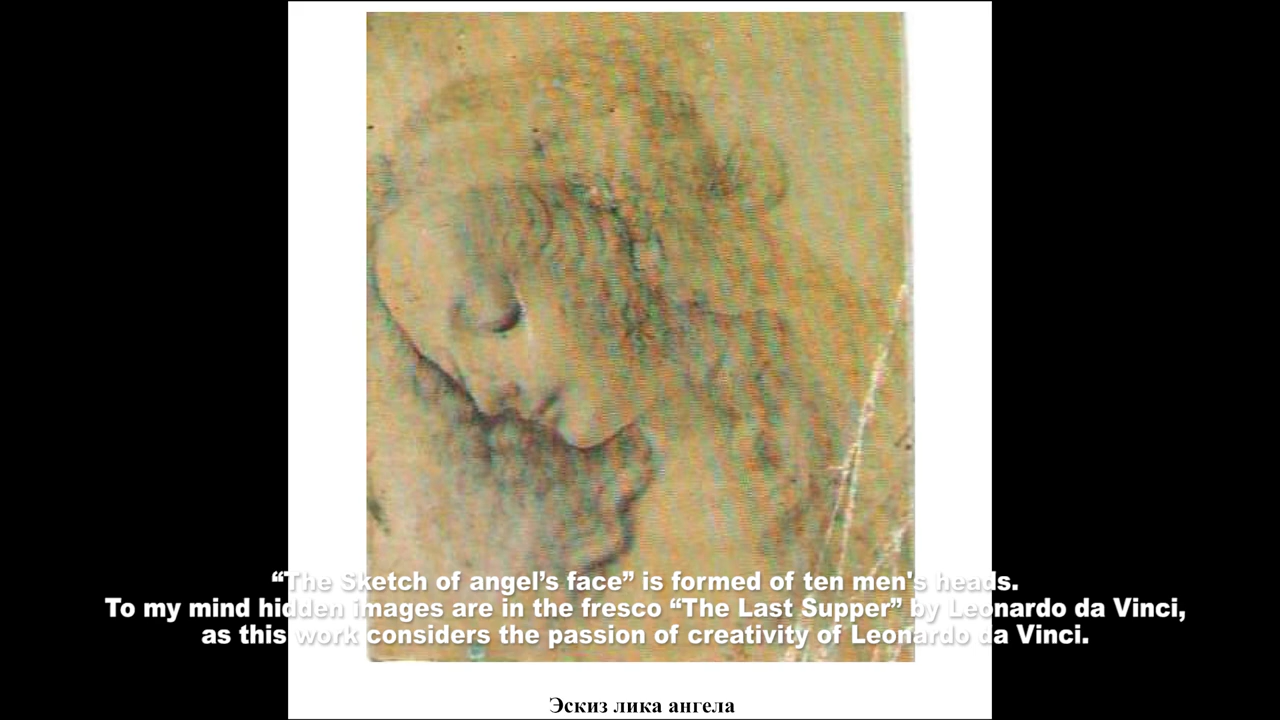 “The Sketch of angel’s face” is formed of ten men's heads.
To my mind hidden images are in the fresco “The Last Supper” by Leonardo da Vinci,
as this work considers the passion of creativity of Leonardo da Vinci.
Эскиз лика ангела